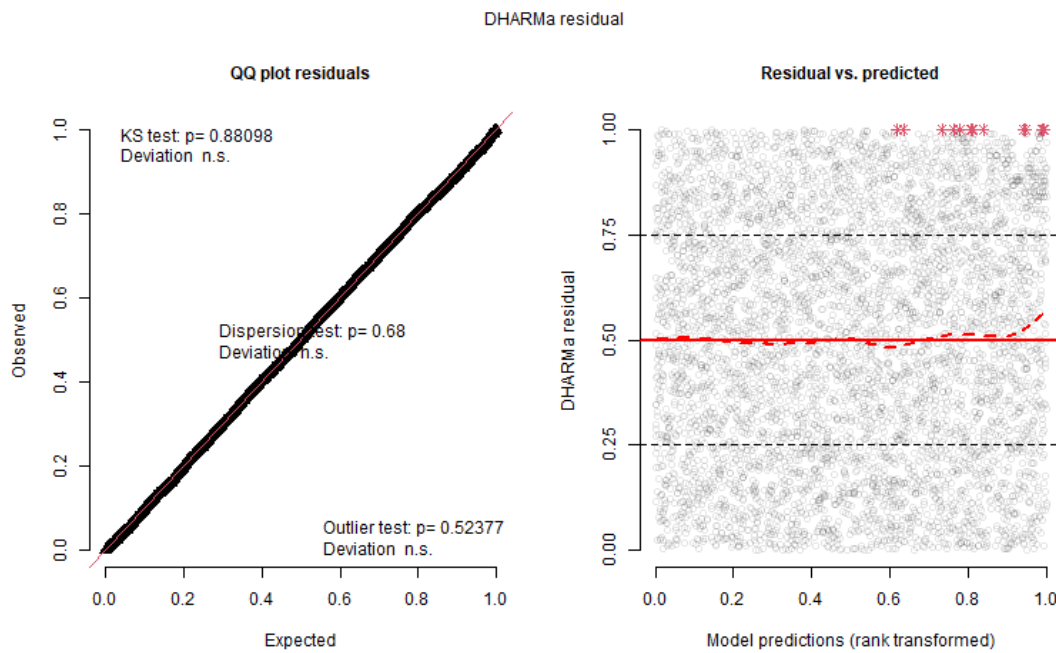 DHARMa residual
QQ plot residuals
KS test: p= 0.88098
Deviation n.s.
Dispersion test: p= 0.68
Deviation n.s.
Outlier test: p= 0.52377
Deviation n.s.
Observed
1.0
0.8
0.6
0.4
0.2
0.0
0.0 0.2 0.4 0.6 0.8 1.0
Expected
Residual vs. predicted
DHARMa residual
1.00
0.75
0.50
0.25
0.00
0.0 0.2 0.4 0.6 0.8 1.0
Model predictions (rank transformed)